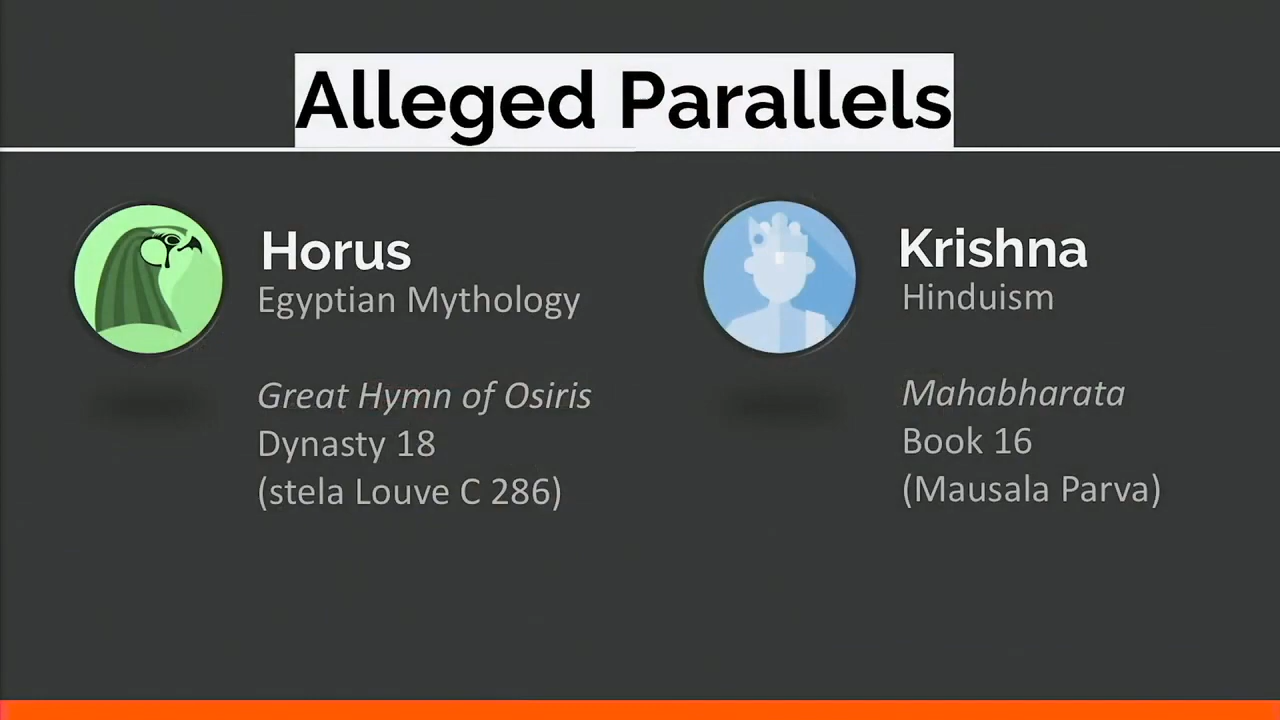 Alleged Parallels
Horus
Egyptian Mythology
Great Hymn of Osiris
Dynasty 18
(stela Louve C 286)
Krishna
Hinduism
Mahabharata
Book 16
(Mausala Parva)